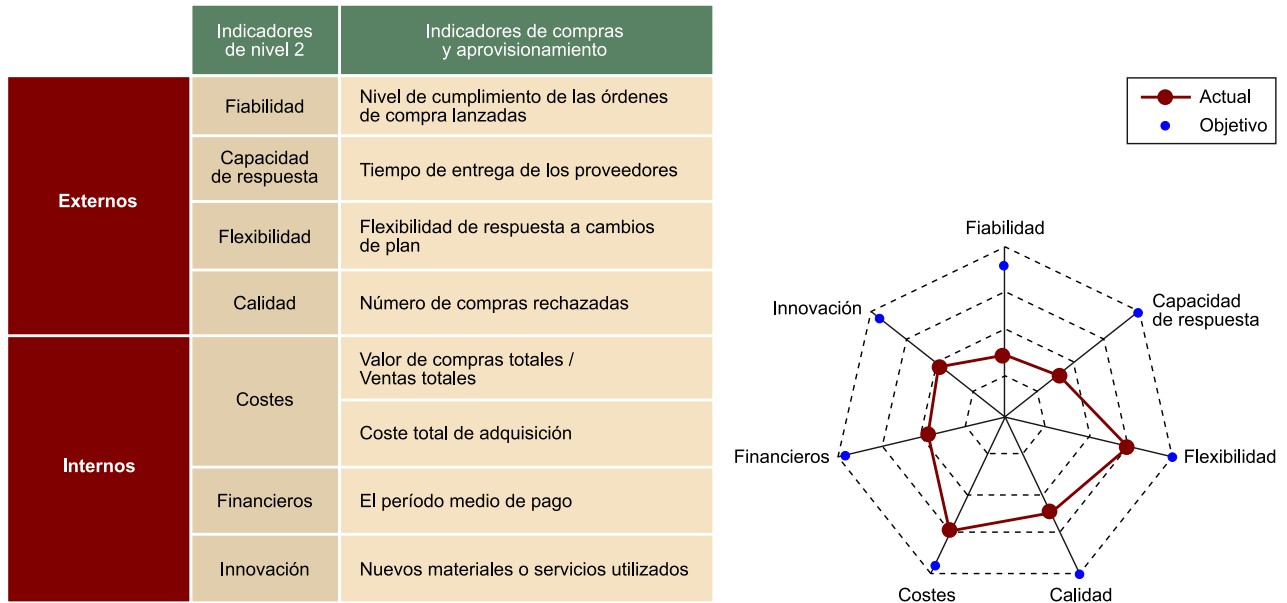 Indicadores
de nivel 2
Indicadores de compras
y aprovisionamiento
Externos
Fiabilidad
Nivel de cumplimiento de las órdenes
de compra lanzadas
Capacidad
de respuesta
Tiempo de entrega de los proveedores
Flexibilidad
Flexibilidad de respuesta a cambios
de plan
Calidad
Número de compras rechazadas
Internos
Costes
Valor de compras totales /
Ventas totales
Coste total de adquisición
Financieros
El período medio de pago
Innovación
Nuevos materiales o servicios utilizados
Actual
Objetivo
Fiabilidad
Capacidad
de respuesta
Flexibilidad
Calidad
Costes
Financieros
Innovación